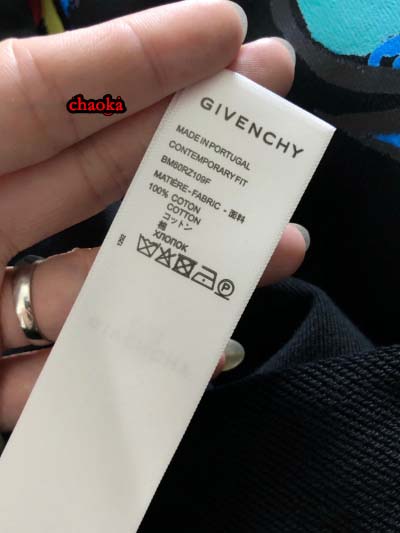 chaoka
GIVENCHY
MADE IN PORTUGAL
CONTEMPORARY FIT
BM60RZ109F
MATIÈRE - FABRIC - 面料
100% COTON
COTTON
コットン
棉
ХЛОПОК